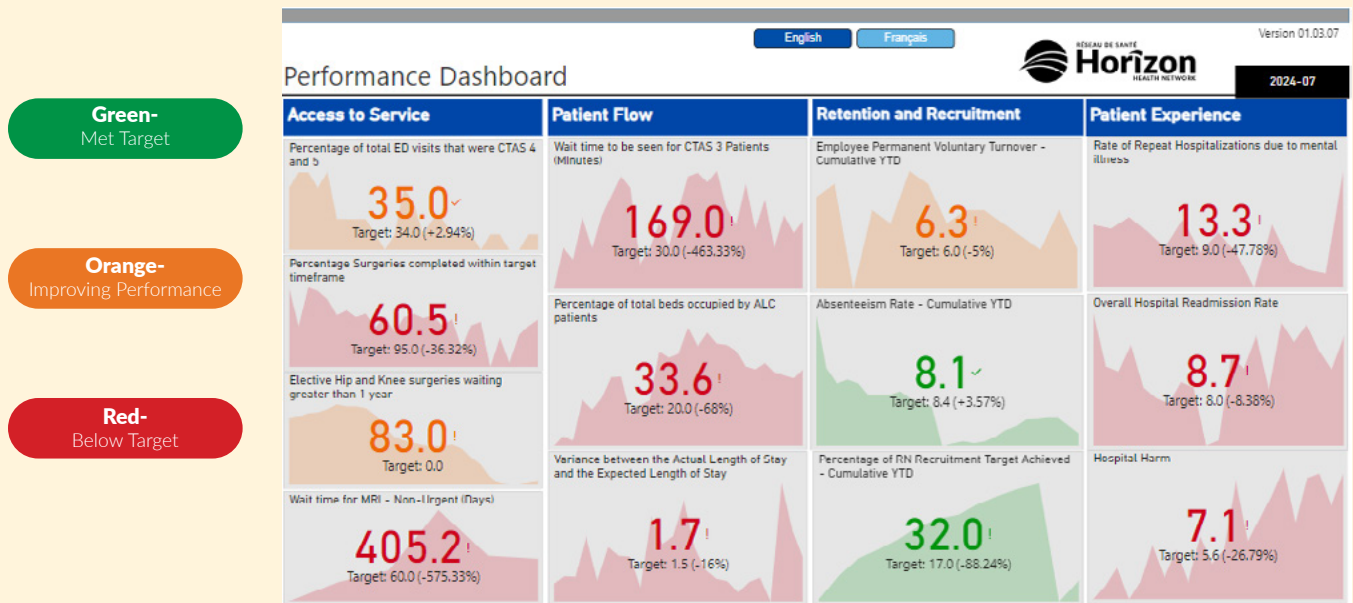 English
Français
Version 01.03.07
RÉSEAU DE SANTÉ
Horizon
HEALTH NETWORK
Performance Dashboard
2024-07
Green-
Met Target
Orange-
Improving Performance
Red-
Below Target
Access to Service
Percentage of total ED visits that were CTAS 4
and 5
35.0
Target: 34.0 (+2.94%)
Percentage Surgeries completed within target
timeframe
60.5!
Target: 95.0 (-36.32%)
Elective Hip and Knee surgeries waiting
greater than 1 year
83.0!
Target: 0.0
Wait time for MRI - Non-Urgent (Days)
405.2!
Target: 60.0 (-575.33%)
Patient Flow
Wait time to be seen for CTAS 3 Patients
(Minutes)
169.0!
Target: 30.0 (-463.33%)
Percentage of total beds occupied by ALC
patients
33.6!
Target: 20.0 (-68%)
Variance between the Actual Length of Stay
and the Expected Length of Stay
1.7!
Target: 1.5 (-16%)
Retention and Recruitment
Employee Permanent Voluntary Turnover -
Cumulative YTD
6.3!
Target: 6.0 (-5%)
Absenteeism Rate - Cumulative YTD
8.1
Target: 8.4 (+3.57%)
Percentage of RN Recruitment Target Achieved
- Cumulative YTD
32.0!
Target: 17.0 (-88.24%)
Patient Experience
Rate of Repeat Hospitalizations due to mental
illness
13.3!
Target: 9.0 (-47.78%)
Overall Hospital Readmission Rate
8.7!
Target: 8.0 (-8.38%)
Hospital Harm
7.1!
Target: 5.6 (-26.79%)